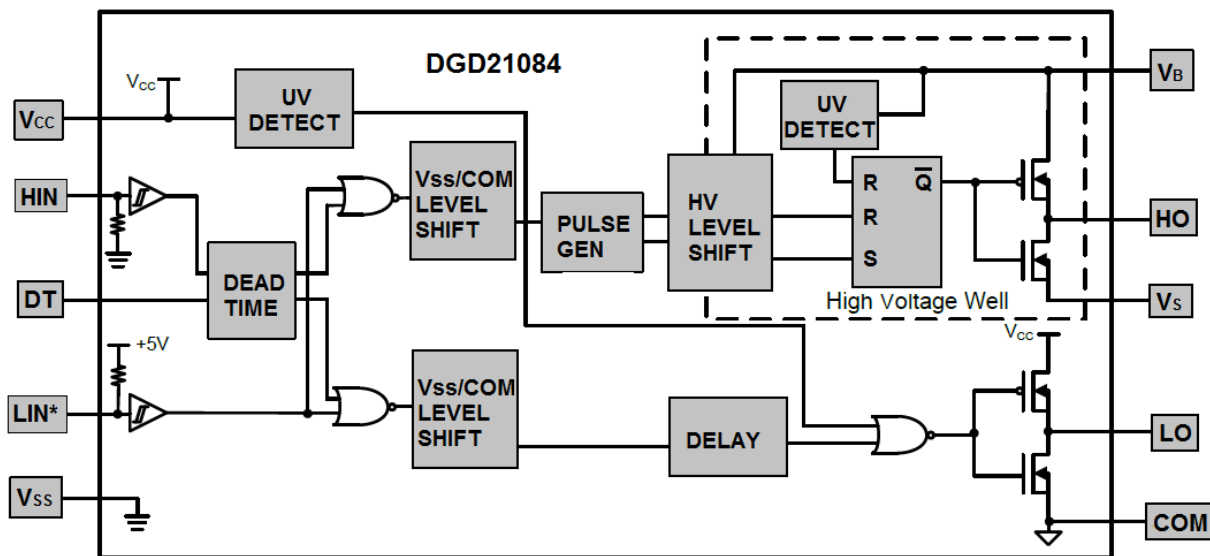 DGD21084
VCC
VCC
UV
DETECT
VB
UV
DETECT
HIN
Vss/COM
LEVEL
SHIFT
PULSE
GEN
HV
LEVEL
SHIFT
R
Q̅
R
S
HO
DEAD
TIME
DT
High Voltage Well
VS
+5V
VCC
LIN*
Vss/COM
LEVEL
SHIFT
DELAY
LO
VSS
COM